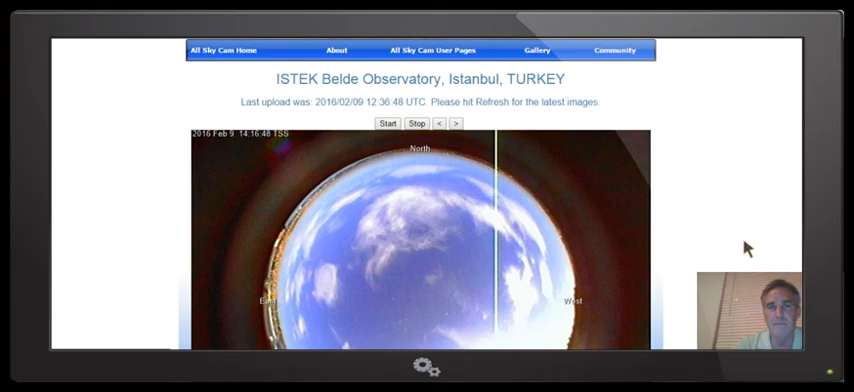 All Sky Cam Home About All Sky Cam User Pages Gallery Community
ISTEK Belde Observatory, Istanbul, TURKEY
Last upload was: 2016/02/09 12:36:48 UTC. Please hit Refresh for the latest images.
Start Stop < >
2016 Feb 9 14:16:48 TSS
North
East West